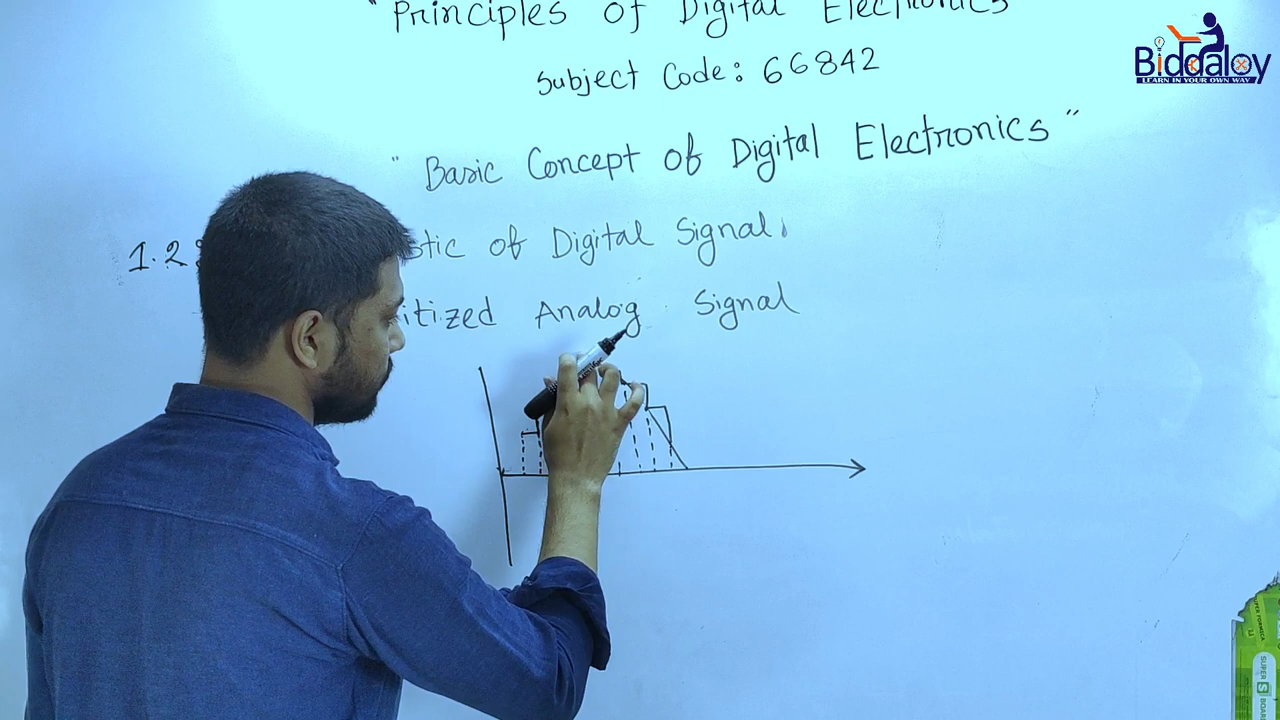 "Principles of Digital Electronics
Biddaloy
LEARN IN YOUR OWN WAY
Subject Code: 66842
"Basic Concept of Digital Electronics"
1.2 stic of Digital Signal.
itized Analog Signal
SUPER